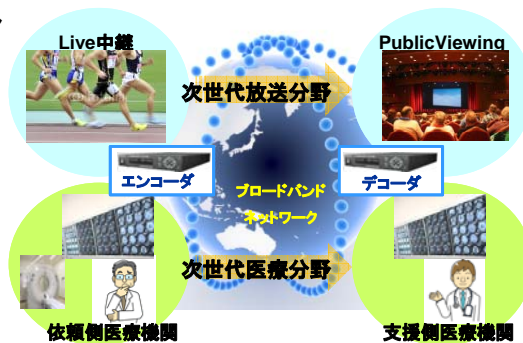 Live中継
PublicViewing
次世代放送分野
エンコーダ
デコーダ
ブロードバンド
ネットワーク
次世代医療分野
依頼側医療機関
支援側医療機関